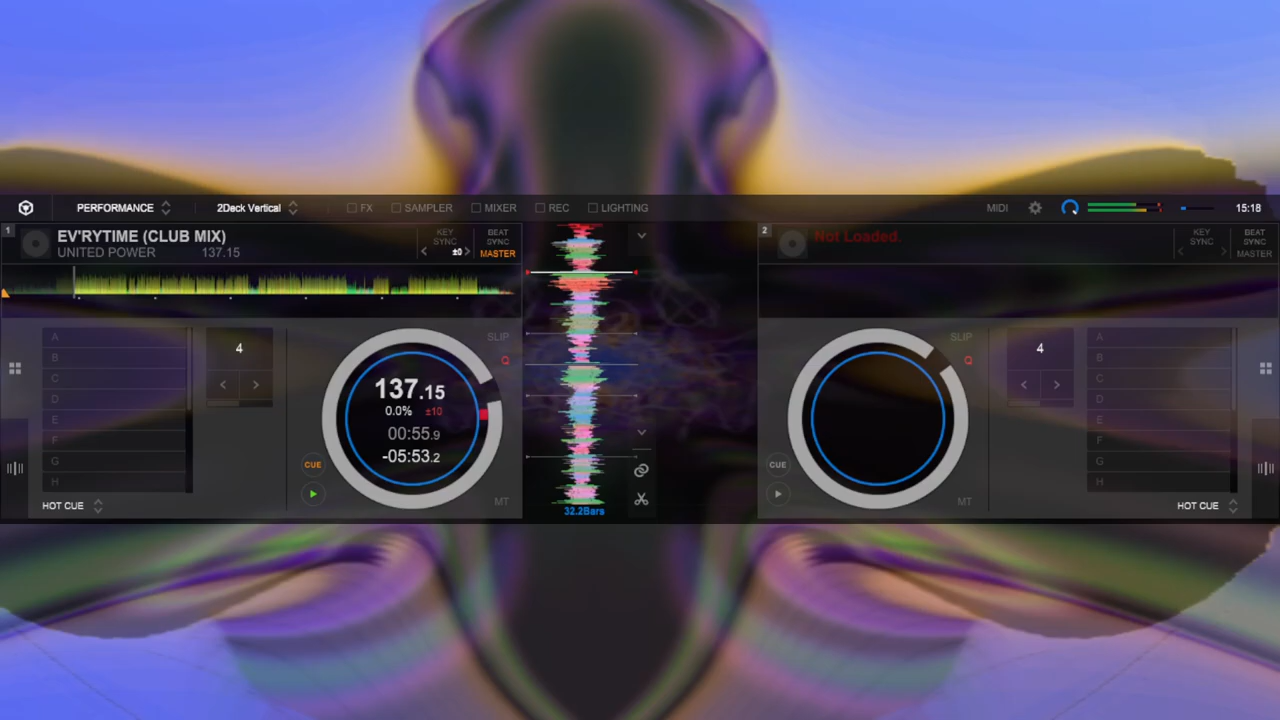 PERFORMANCE 2Deck Vertical FX SAMPLER MIXER REC LIGHTING MIDI 15:18
1 EV'RYTIME (CLUB MIX) KEY SYNC BEAT SYNC
UNITED POWER 137.15 ±0 MASTER
32.2Bars
2 Not Loaded. KEY SYNC BEAT SYNC MASTER
A
B
C
D
E
F
G
H
HOT CUE
4
SLIP
Q
137.15
0.0% ±10
00:55.9
-05:53.2
CUE
MT
SLIP
Q
CUE
MT
4
A
B
C
D
E
F
G
H
HOT CUE